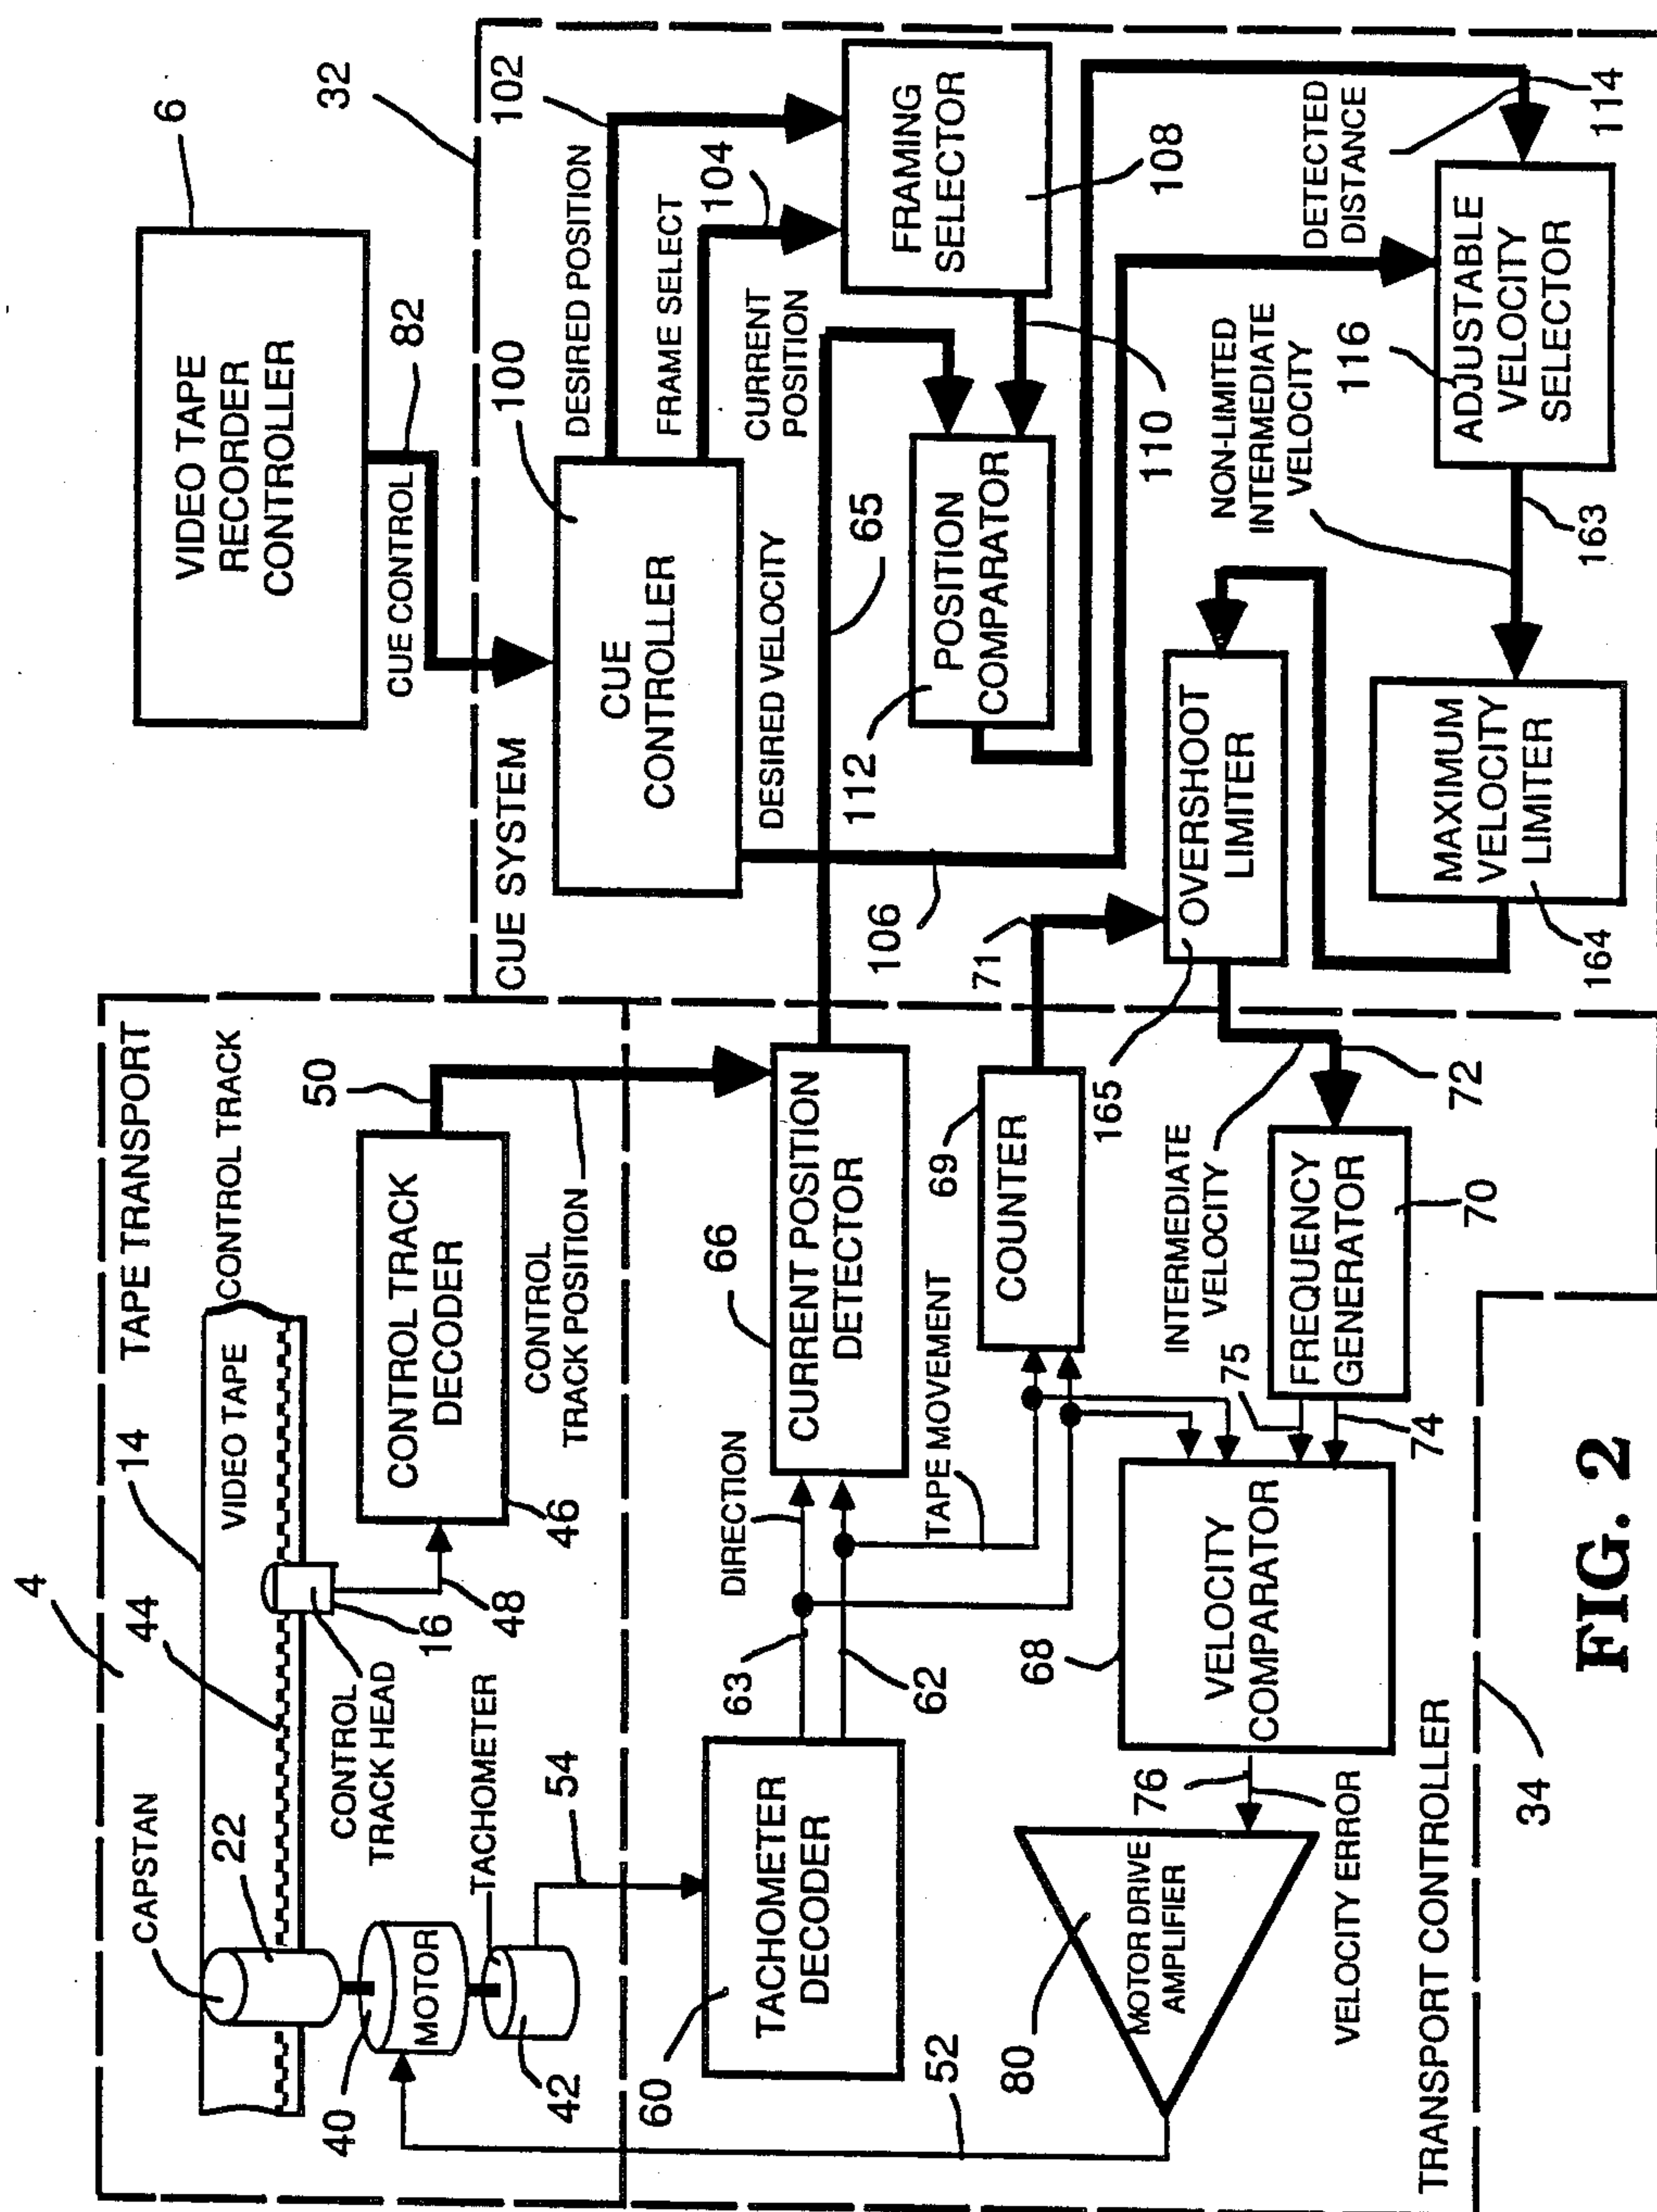 4
TAPE TRANSPORT
14
VIDEO TAPE
CONTROL TRACK
44
CAPSTAN
22
CONTROL
TRACK HEAD
16
48
40
MOTOR
TACHOMETER
42
54
CONTROL TRACK
DECODER
46
50
CONTROL
TRACK POSITION
6
VIDEO TAPE
RECORDER
CONTROLLER
CUE CONTROL
82
32
CUE SYSTEM
CUE
CONTROLLER
100
DESIRED POSITION
102
FRAME SELECT
104
CURRENT
POSITION
FRAMING
SELECTOR
108
DESIRED VELOCITY
65
POSITION
COMPARATOR
112
110
106
DETECTED
DISTANCE
114
ADJUSTABLE
VELOCITY
SELECTOR
116
NON-LIMITED
INTERMEDIATE
VELOCITY
163
MAXIMUM
VELOCITY
LIMITER
164
OVERSHOOT
LIMITER
165
71
TACHOMETER
DECODER
60
63
62
DIRECTION
TAPE MOVEMENT
CURRENT POSITION
DETECTOR
66
COUNTER
69
INTERMEDIATE
VELOCITY
72
FREQUENCY
GENERATOR
70
75
74
VELOCITY
COMPARATOR
68
76
VELOCITY ERROR
MOTOR DRIVE
AMPLIFIER
80
52
TRANSPORT CONTROLLER
34
FIG. 2